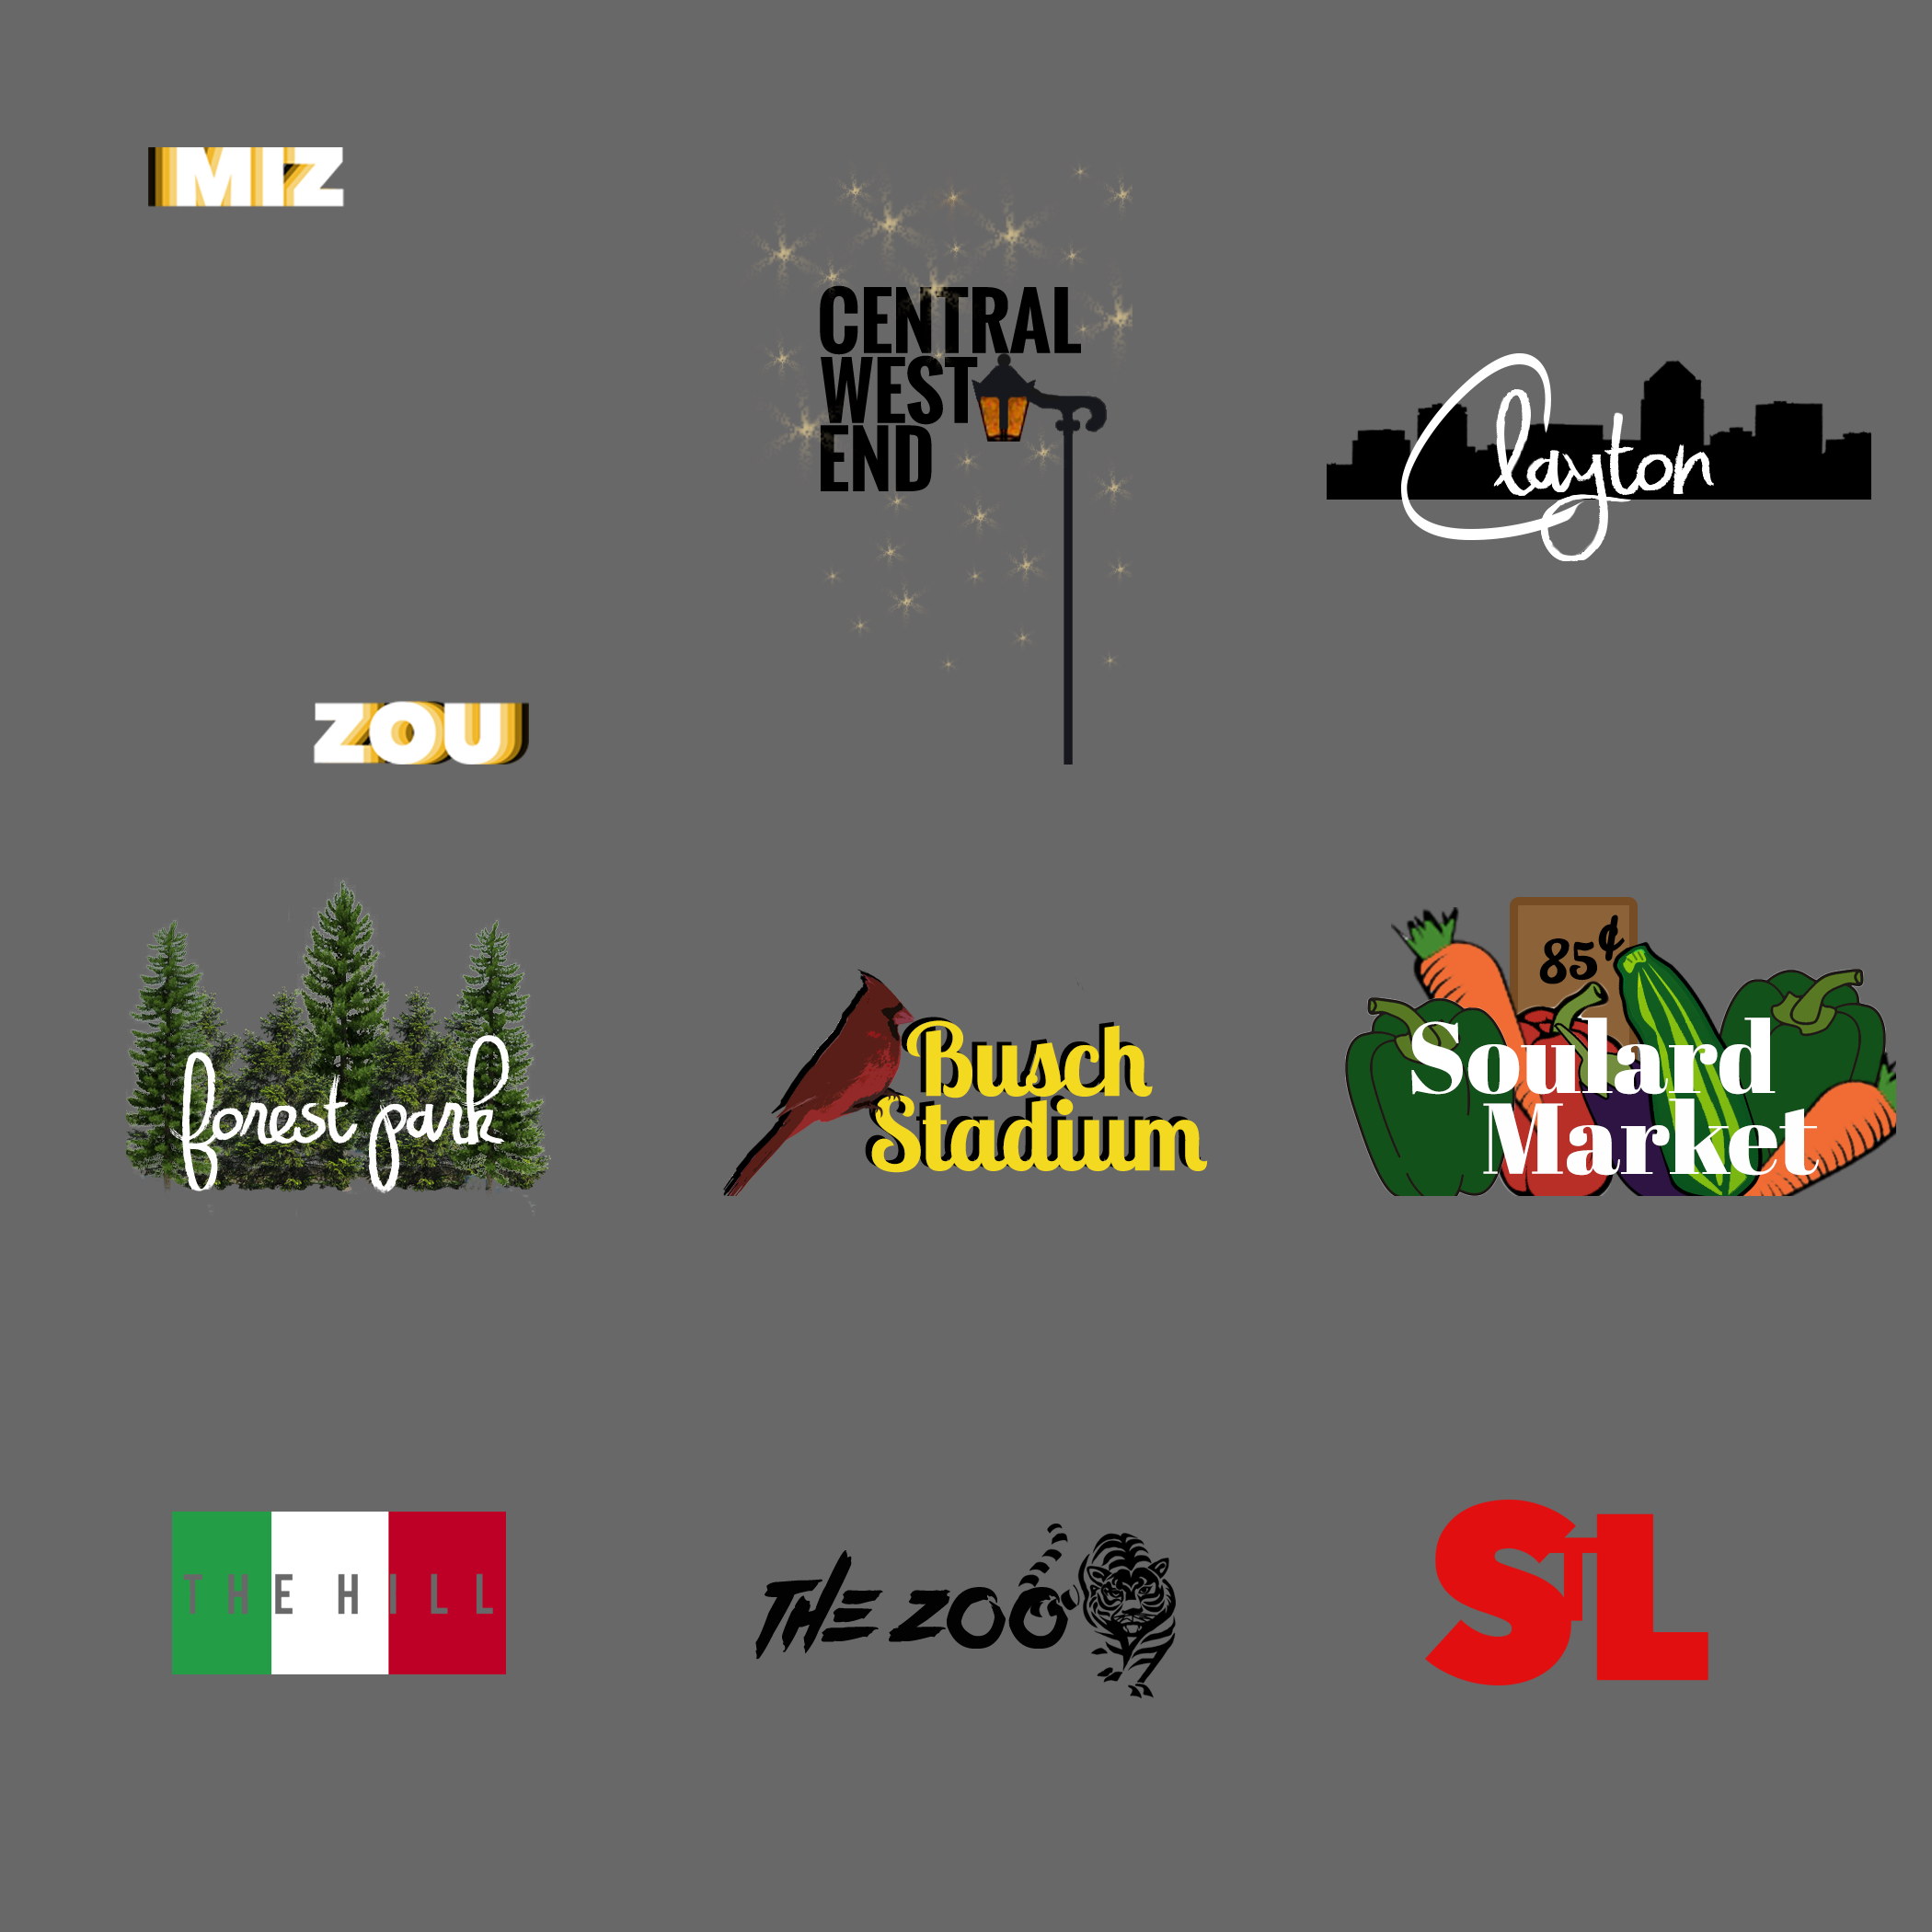 MIZ
CENTRAL
WEST
END
Clayton
ZOU
forest park
Busch
Stadium
85¢
Soulard
Market
THE HILL
THE ZOO
STL